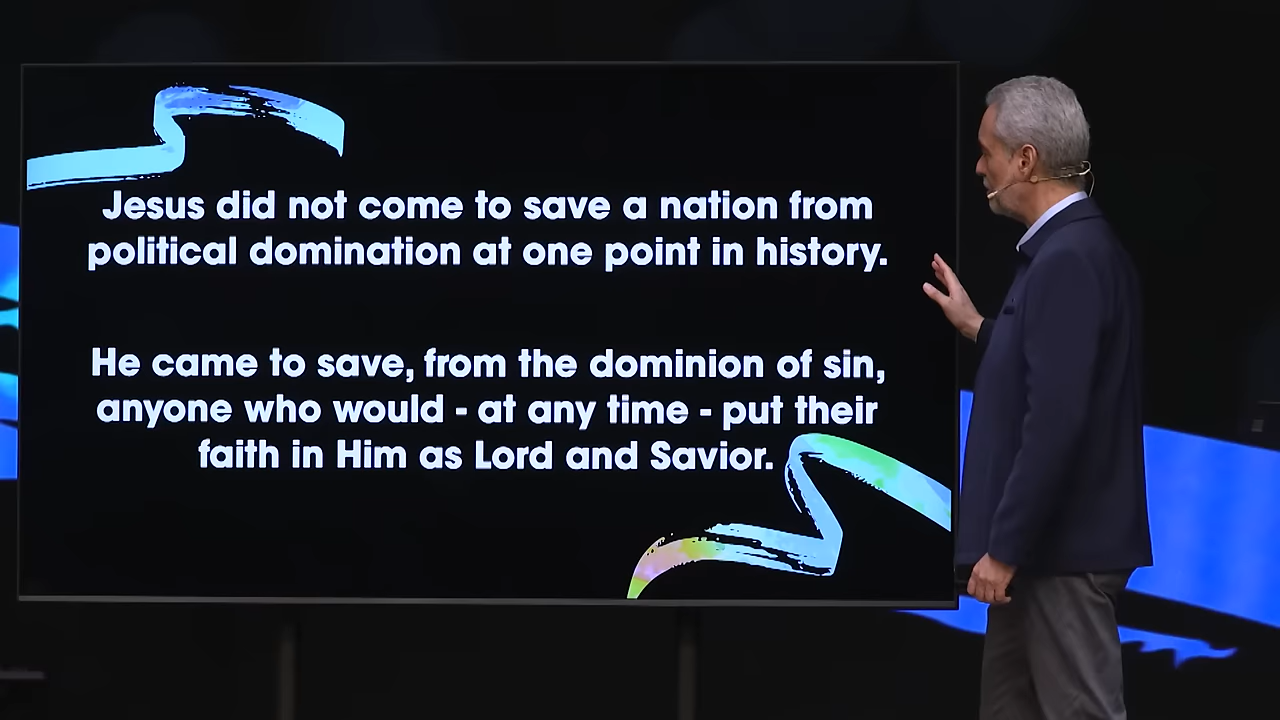 Jesus did not come to save a nation from
political domination at one point in history.
He came to save, from the dominion of sin,
anyone who would - at any time - put their
faith in Him as Lord and Savior.